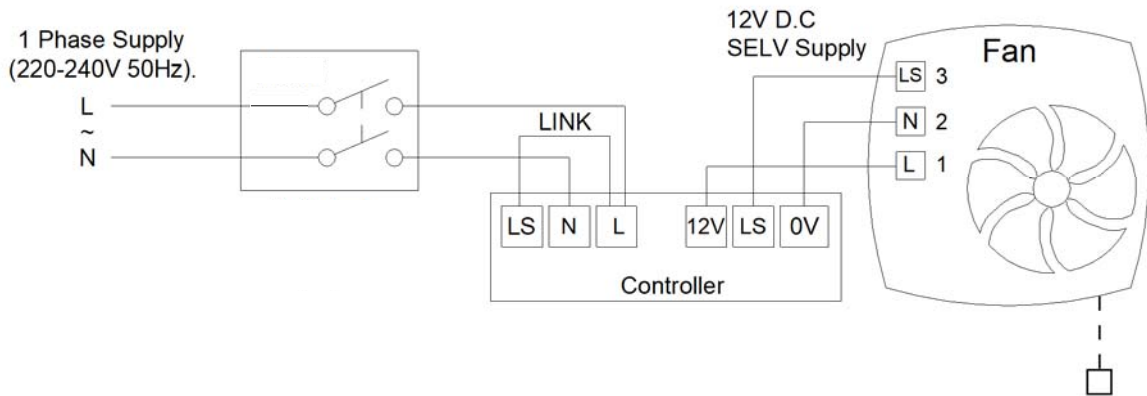 1 Phase Supply
(220-240V 50Hz).
L
~
N
LINK
LS N L
12V LS 0V
Controller
12V D.C
SELV Supply
Fan
LS 3
N 2
L 1